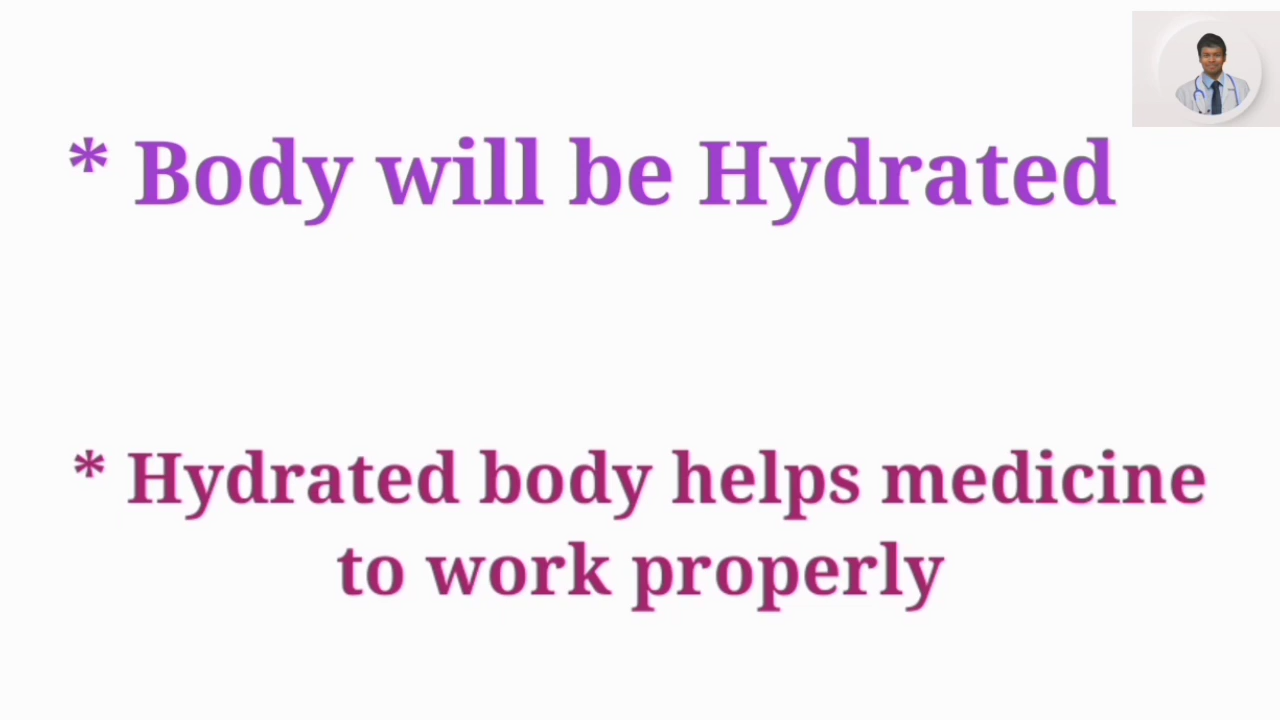 * Body will be Hydrated
* Hydrated body helps medicine
to work properly